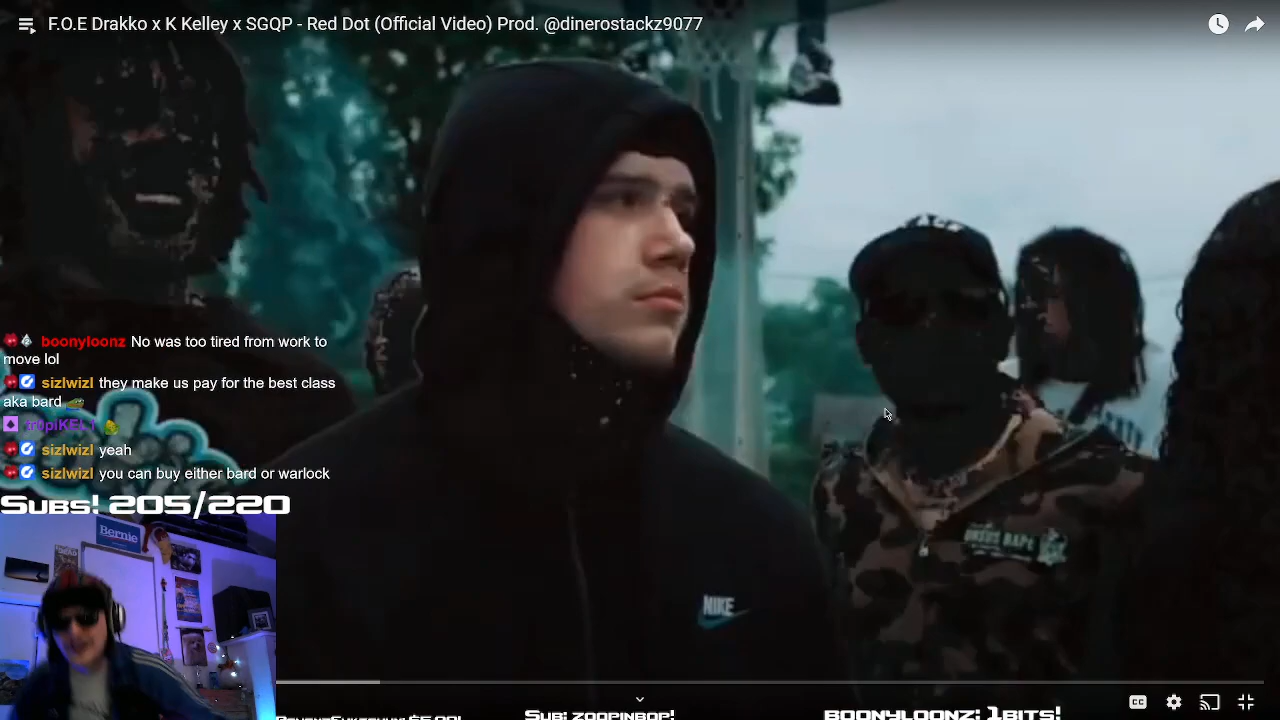 F.O.E Drakko x K Kelley x SGQP - Red Dot (Official Video) Prod. @dinerostackz9077
boonyloonz No was too tired from work to
move lol
sizlwizl they make us pay for the best class
aka bard
sizlwizl yeah
sizlwizl you can buy either bard or warlock
Subs! 205/220
Bernie
NIKE
CC
Sub: zoopinbop!
boonyloonz: 1bits!